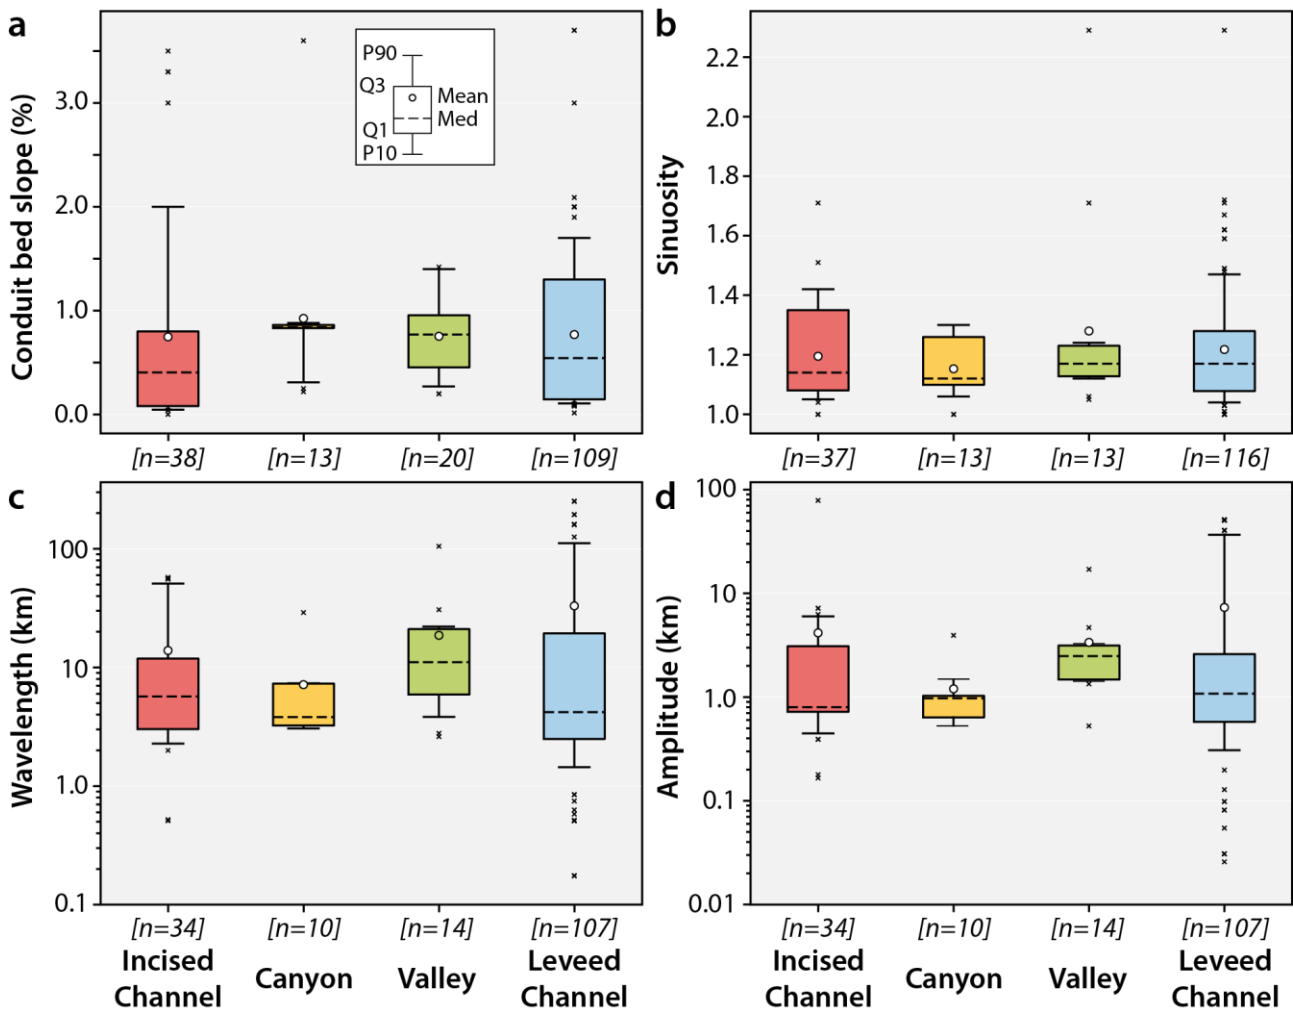 a
Conduit bed slope (%)
3.0
2.0
1.0
0.0
P90
Q3
Mean
Med
Q1
P10
[n=38] [n=13] [n=20] [n=109]
b
Sinuosity
2.2
2.0
1.8
1.6
1.4
1.2
1.0
[n=37] [n=13] [n=13] [n=116]
c
Wavelength (km)
100
10
1.0
0.1
[n=34] [n=10] [n=14] [n=107]
Incised
Channel
Canyon
Valley
Leveed
Channel
d
Amplitude (km)
100
10
1.0
0.1
0.01
[n=34] [n=10] [n=14] [n=107]
Incised
Channel
Canyon
Valley
Leveed
Channel